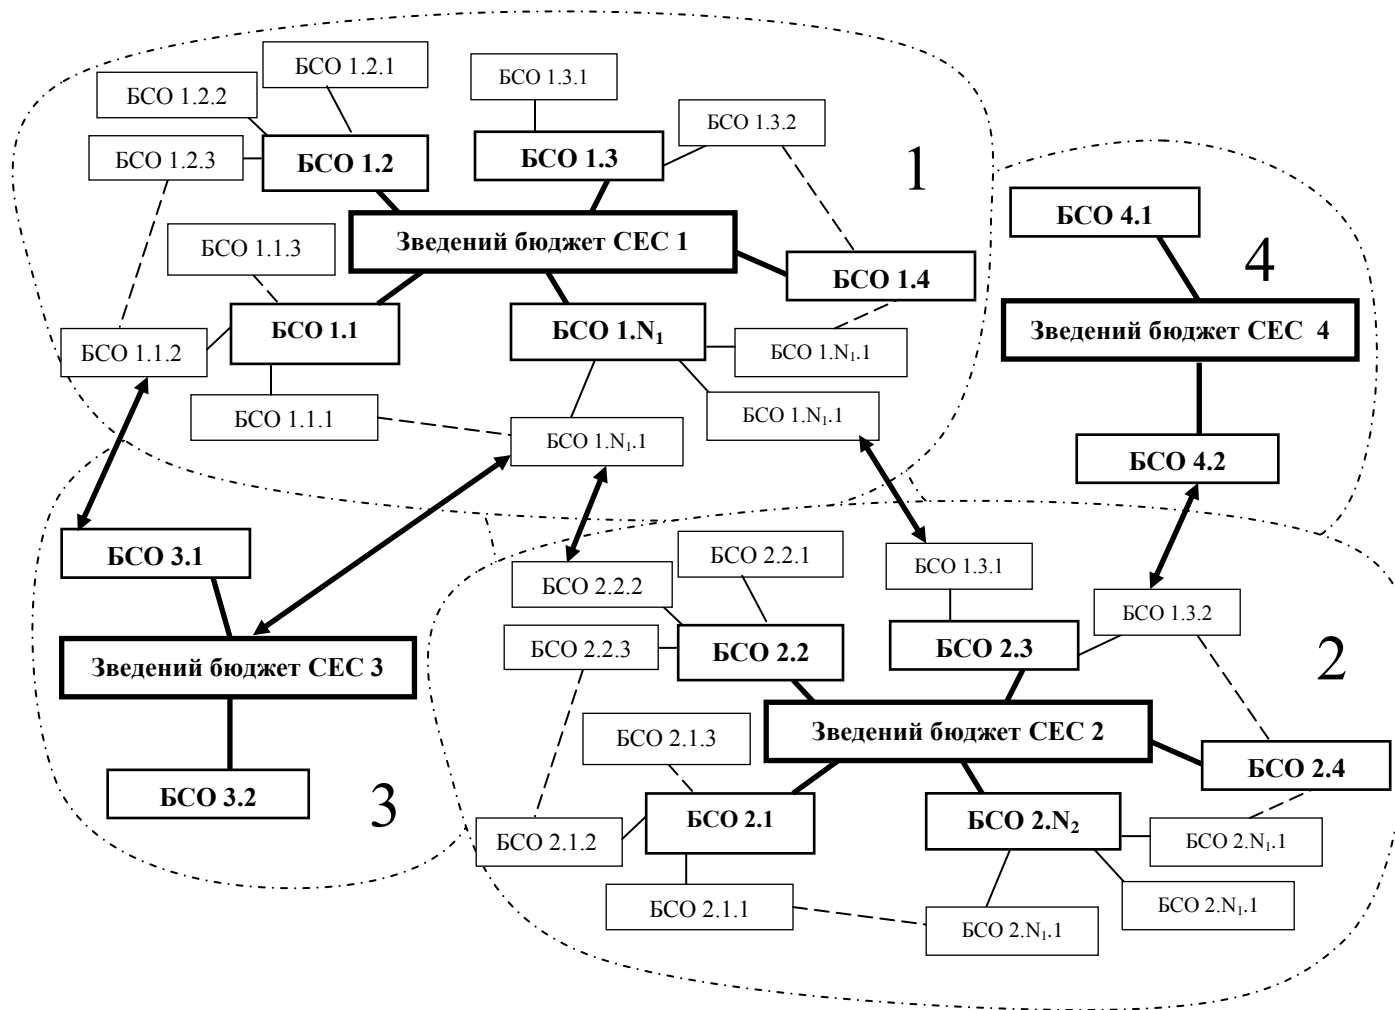 БСО 1.2.1
БСО 1.3.1
БСО 1.2.2
БСО 1.3.2
БСО 1.2.3
БСО 1.2
БСО 1.3
1
БСО 4.1
БСО 1.1.3
Зведений бюджет СЕС 1
БСО 1.4
4
БСО 1.1
БСО 1.N₁
Зведений бюджет СЕС 4
БСО 1.1.2
БСО 1.N₁.1
БСО 1.1.1
БСО 1.N₁.1
БСО 1.N₁.1
БСО 4.2
БСО 3.1
БСО 2.2.1
БСО 1.3.1
БСО 2.2.2
БСО 1.3.2
БСО 2.2.3
БСО 2.2
БСО 2.3
2
Зведений бюджет СЕС 3
Зведений бюджет СЕС 2
БСО 2.1.3
БСО 2.4
БСО 3.2
3
БСО 2.1
БСО 2.N₂
БСО 2.1.2
БСО 2.N₁.1
БСО 2.1.1
БСО 2.N₁.1
БСО 2.N₁.1